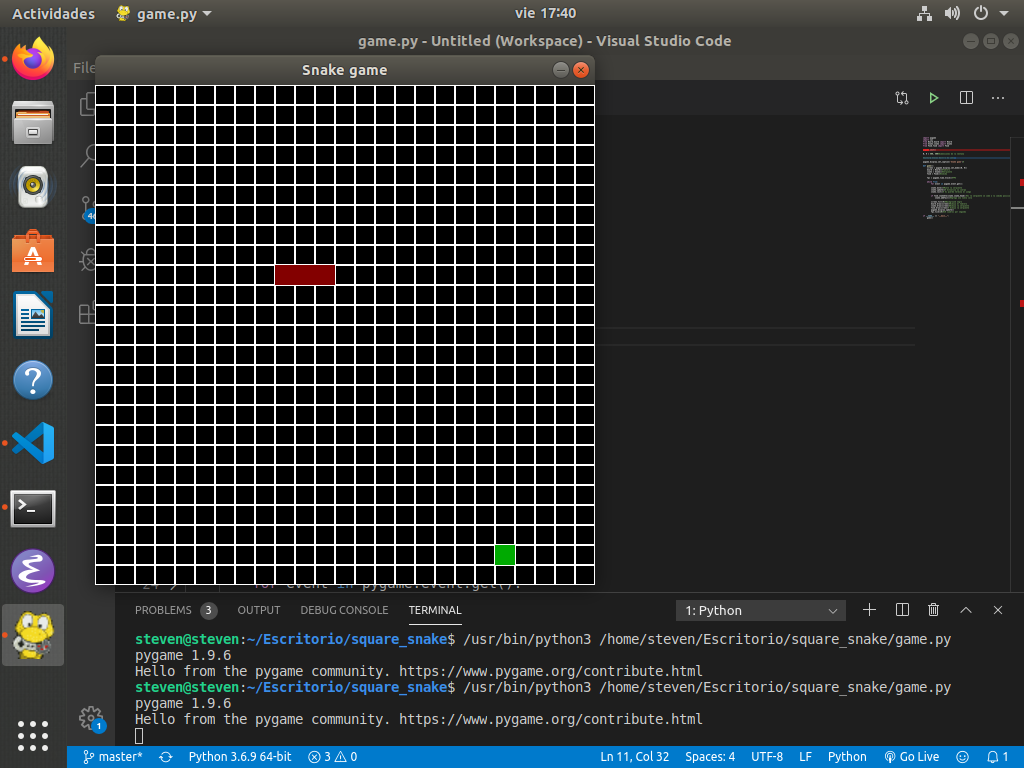 Actividades
game.py
vie 17:40
game.py - Untitled (Workspace) - Visual Studio Code
File
Snake game
for event in pygame.event.get():
PROBLEMS 3 OUTPUT DEBUG CONSOLE TERMINAL 1: Python
steven@steven:~/Escritorio/square_snake$ /usr/bin/python3 /home/steven/Escritorio/square_snake/game.py
pygame 1.9.6
Hello from the pygame community. https://www.pygame.org/contribute.html
steven@steven:~/Escritorio/square_snake$ /usr/bin/python3 /home/steven/Escritorio/square_snake/game.py
pygame 1.9.6
Hello from the pygame community. https://www.pygame.org/contribute.html
1
master* Python 3.6.9 64-bit 3 0 Ln 11, Col 32 Spaces: 4 UTF-8 LF Python Go Live 1